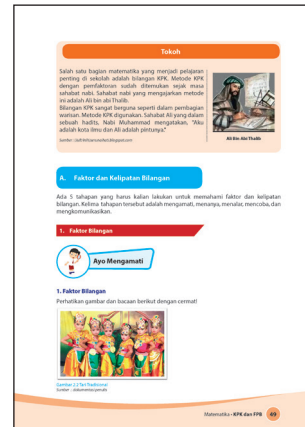 Tokoh
Salah satu bagian matematika yang menjadi pelajaran
penting di sekolah adalah bilangan KPK. Metode KPK
dengan pemfaktoran sudah ditemukan sejak masa
sahabat nabi. Sahabat nabi yang mengajarkan metode
ini adalah Ali bin abi Thalib.
Bilangan KPK sangat berguna seperti dalam pembagian
warisan. Metode KPK digunakan. Sahabat Ali yang dalam
sebuah hadits, Nabi Muhammad mengatakan, "Aku
adalah kota ilmu dan Ali adalah pintunya."
Ali Bin Abi Thalib
A. Faktor dan Kelipatan Bilangan
Ada 5 tahapan yang harus kalian lakukan untuk memahami faktor dan kelipatan
bilangan. Kelima tahapan tersebut adalah mengamati, menanya, menalar, mencoba, dan
mengkomunikasikan.
1. Faktor Bilangan
Ayo Mengamati
1. Faktor Bilangan
Perhatikan gambar dan bacaan berikut dengan cermat!
Gambar 2.2 Tari Tradisional
Sumber : dokumentasi penulis
Matematika - KPK dan FPB 49